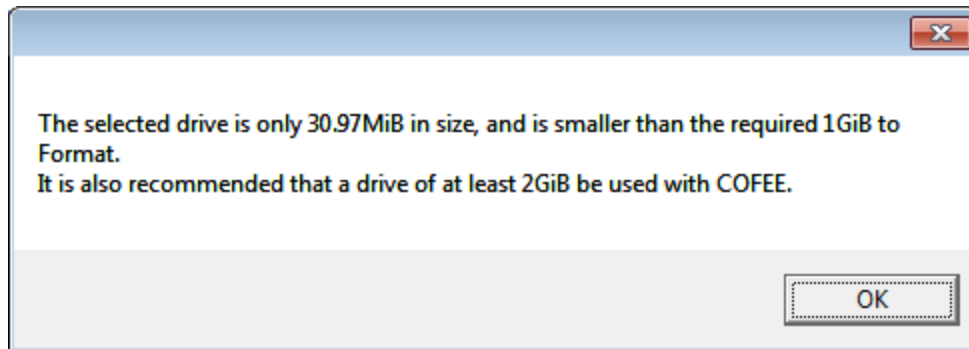 The selected drive is only 30.97MiB in size, and is smaller than the required 1GiB to
Format.
It is also recommended that a drive of at least 2GiB be used with COFEE.
OK